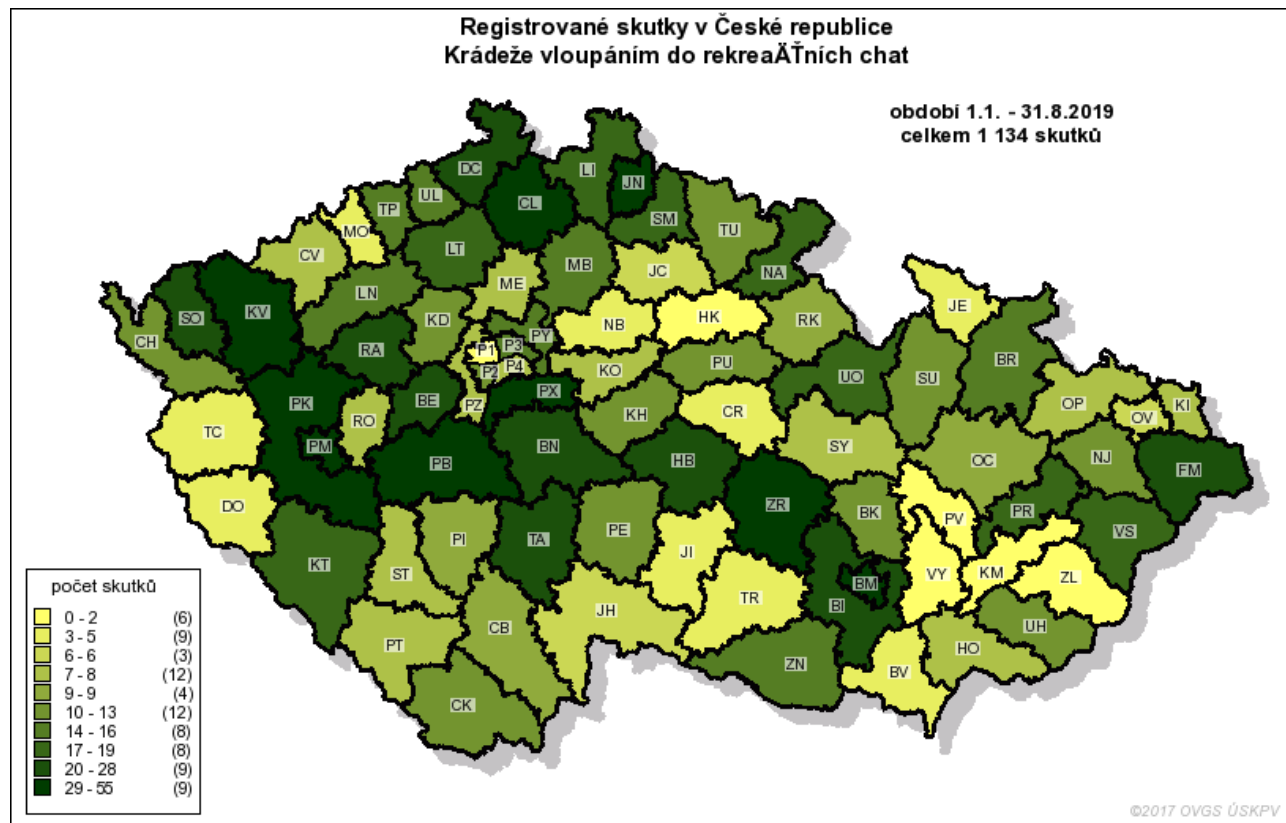 Registrované skutky v České republice
Krádeže vloupáním do rekreaÄŤních chat
období 1.1. - 31.8.2019
celkem 1 134 skutků
DC
LI
JN
UL
TP
CL
SM
MO
TU
LT
CV
MB
JC
NA
ME
LN
SO
KV
JE
KD
NB
HK
RK
CH
PY
P1
P3
RA
BR
P2
P4
PU
KO
UO
SU
PX
PK
BE
PZ
OP
KI
RO
KH
CR
OV
TC
SY
PM
BN
HB
OC
NJ
PB
FM
ZR
DO
PR
BK
PV
VS
PI
TA
PE
KT
ST
JI
BM
VY
KM
ZL
TR
BI
CB
JH
UH
PT
HO
ZN
BV
CK
počet skutků
0 - 2 (6)
3 - 5 (9)
6 - 6 (3)
7 - 8 (12)
9 - 9 (4)
10 - 13 (12)
14 - 16 (8)
17 - 19 (8)
20 - 28 (9)
29 - 55 (9)
©2017 OVGS ÚSKPV